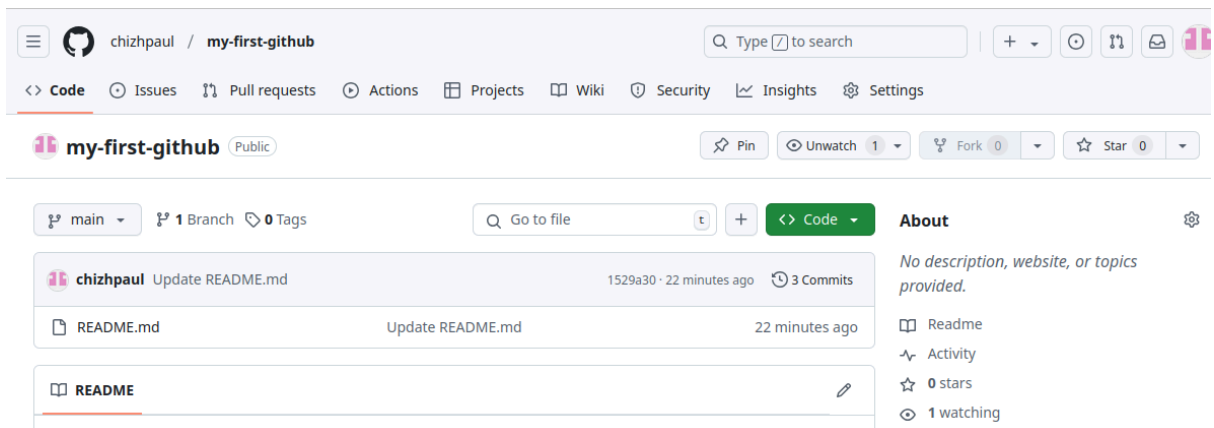 chizhpaul / my-first-github
Type / to search
Code Issues Pull requests Actions Projects Wiki Security Insights Settings
my-first-github Public
Pin Unwatch 1 Fork 0 Star 0
main 1 Branch 0 Tags
Go to file t + Code
About
chizhpaul Update README.md 1529a30 · 22 minutes ago 3 Commits
No description, website, or topics
provided.
README.md Update README.md 22 minutes ago
Readme
Activity
README
0 stars
1 watching